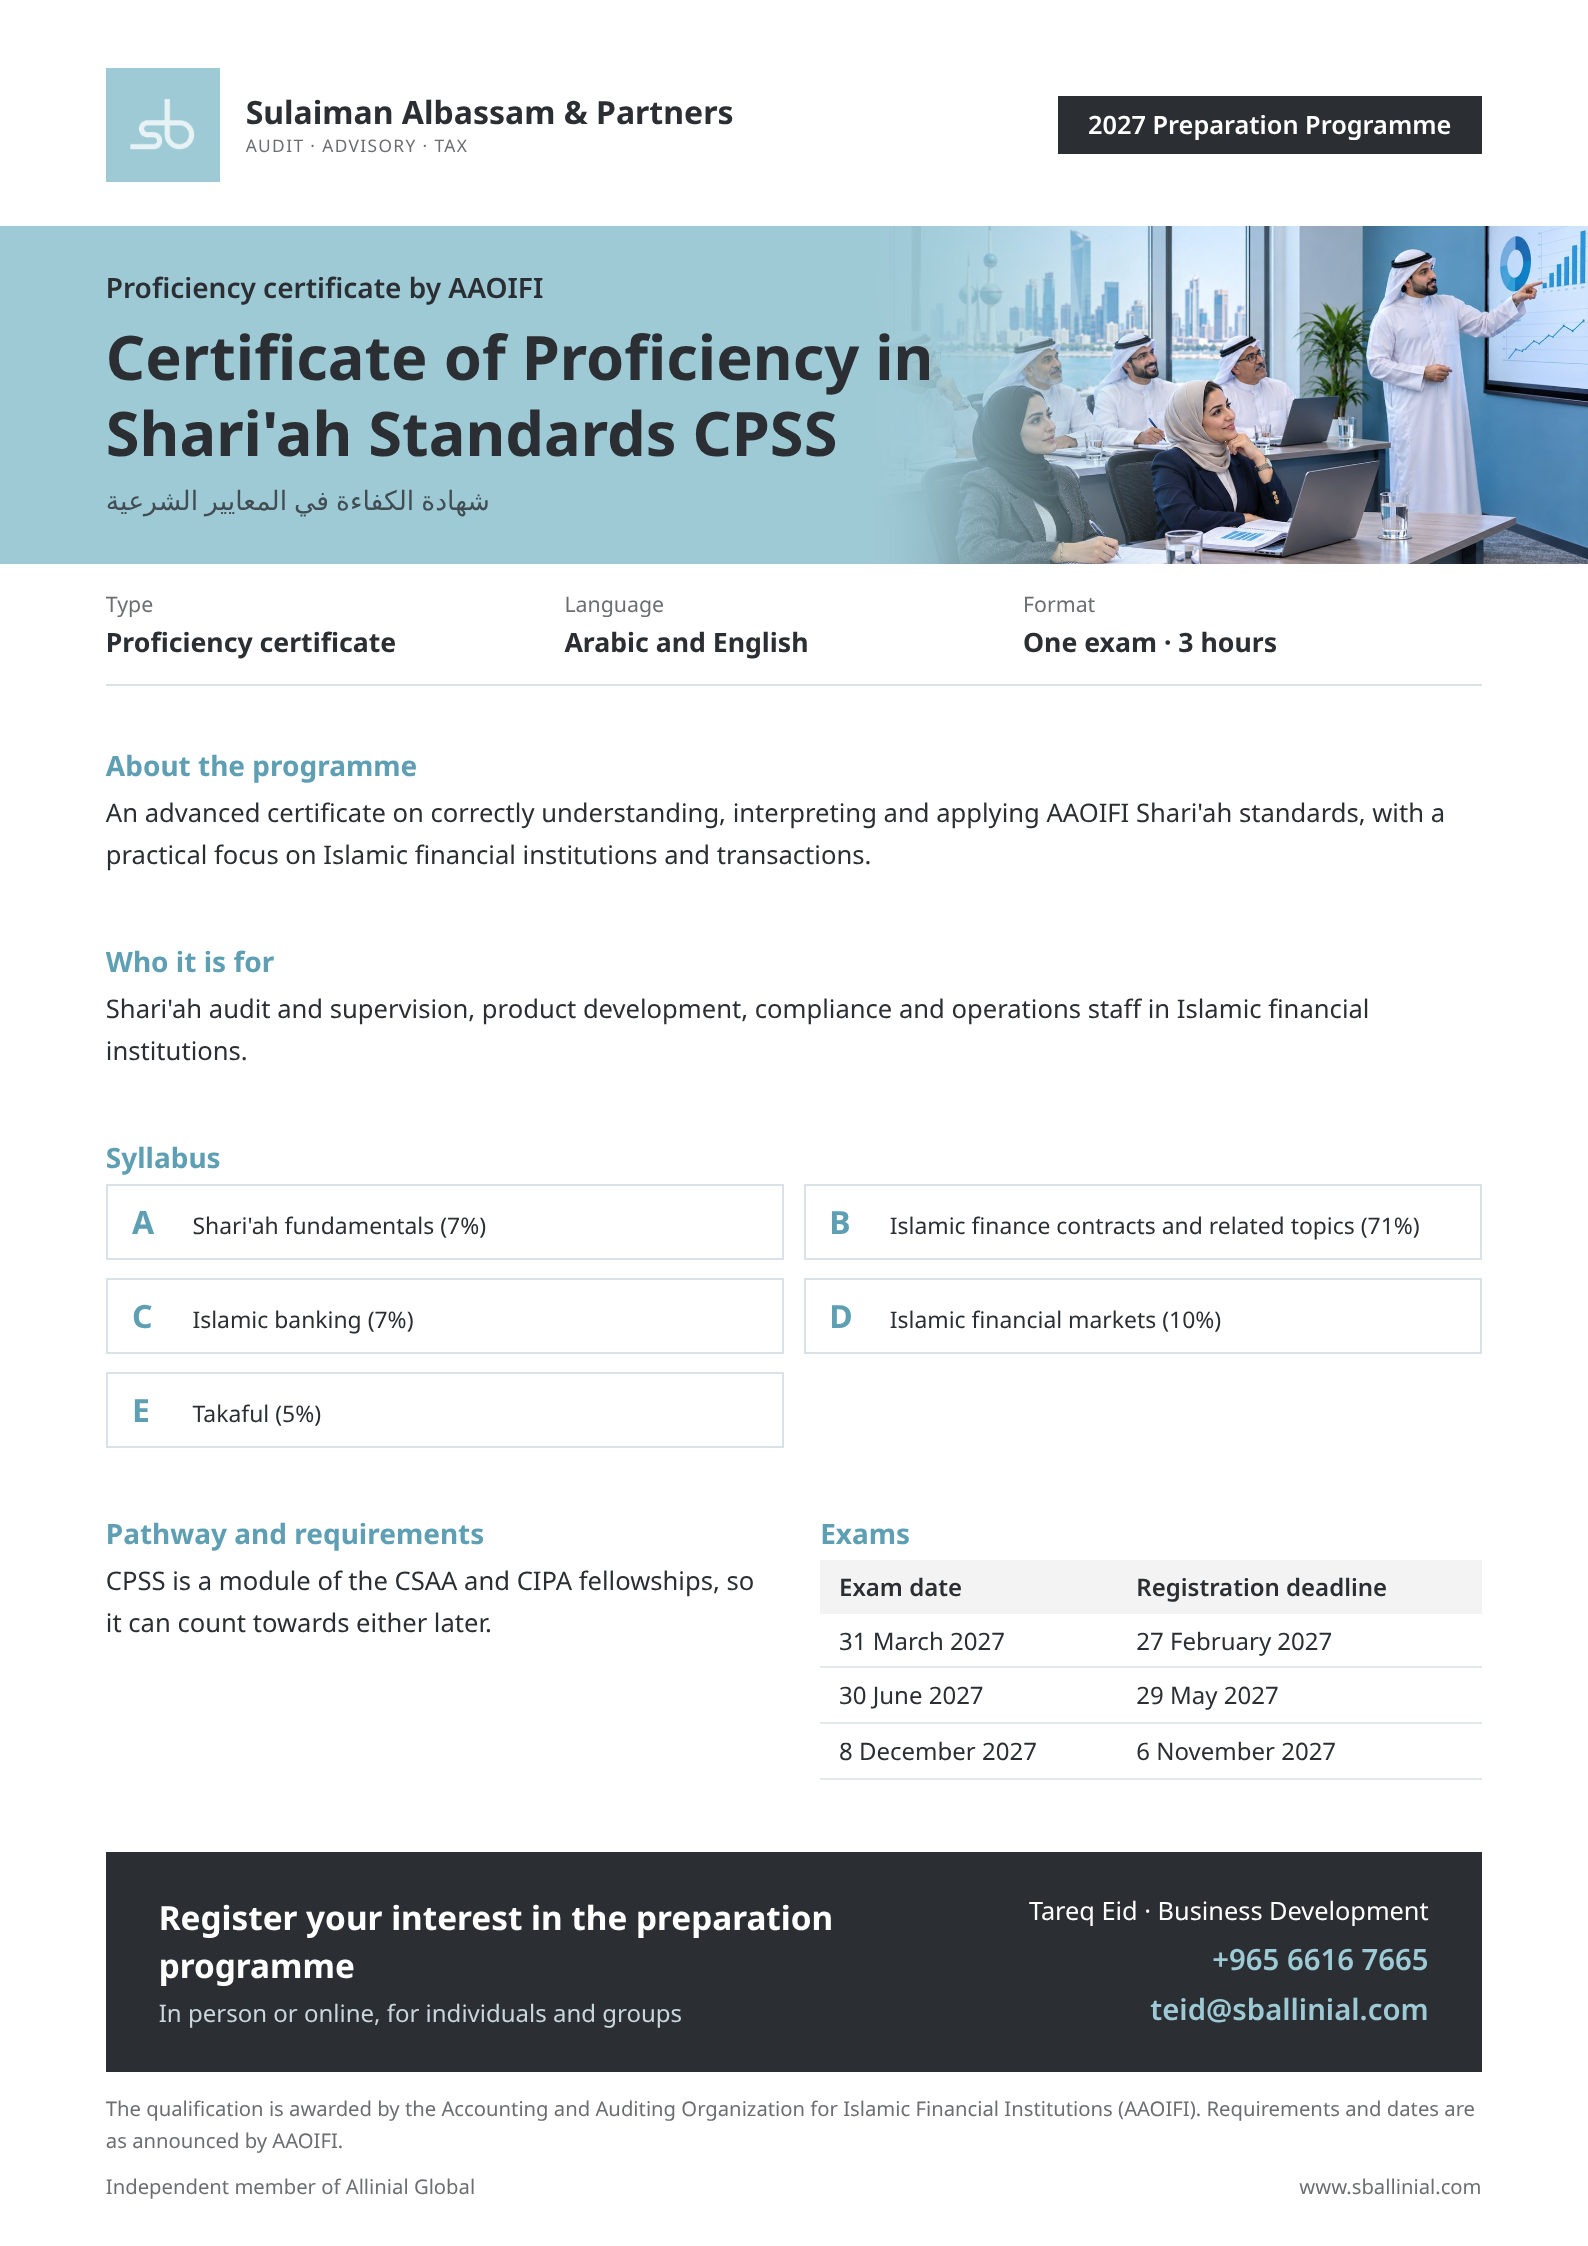 sb
Sulaiman Albassam & Partners
AUDIT · ADVISORY · TAX
2027 Preparation Programme
Proficiency certificate by AAOIFI
Certificate of Proficiency in
Shari'ah Standards CPSS
شهادة الكفاءة في المعايير الشرعية
Type
Proficiency certificate
Language
Arabic and English
Format
One exam · 3 hours
About the programme
An advanced certificate on correctly understanding, interpreting and applying AAOIFI Shari'ah standards, with a
practical focus on Islamic financial institutions and transactions.
Who it is for
Shari'ah audit and supervision, product development, compliance and operations staff in Islamic financial
institutions.
Syllabus
A Shari'ah fundamentals (7%)
B Islamic finance contracts and related topics (71%)
C Islamic banking (7%)
D Islamic financial markets (10%)
E Takaful (5%)
Pathway and requirements
CPSS is a module of the CSAA and CIPA fellowships, so
it can count towards either later.
Exams
Exam date Registration deadline
31 March 2027 27 February 2027
30 June 2027 29 May 2027
8 December 2027 6 November 2027
Register your interest in the preparation
programme
In person or online, for individuals and groups
Tareq Eid · Business Development
+965 6616 7665
teid@sballinial.com
The qualification is awarded by the Accounting and Auditing Organization for Islamic Financial Institutions (AAOIFI). Requirements and dates are
as announced by AAOIFI.
Independent member of Allinial Global
www.sballinial.com